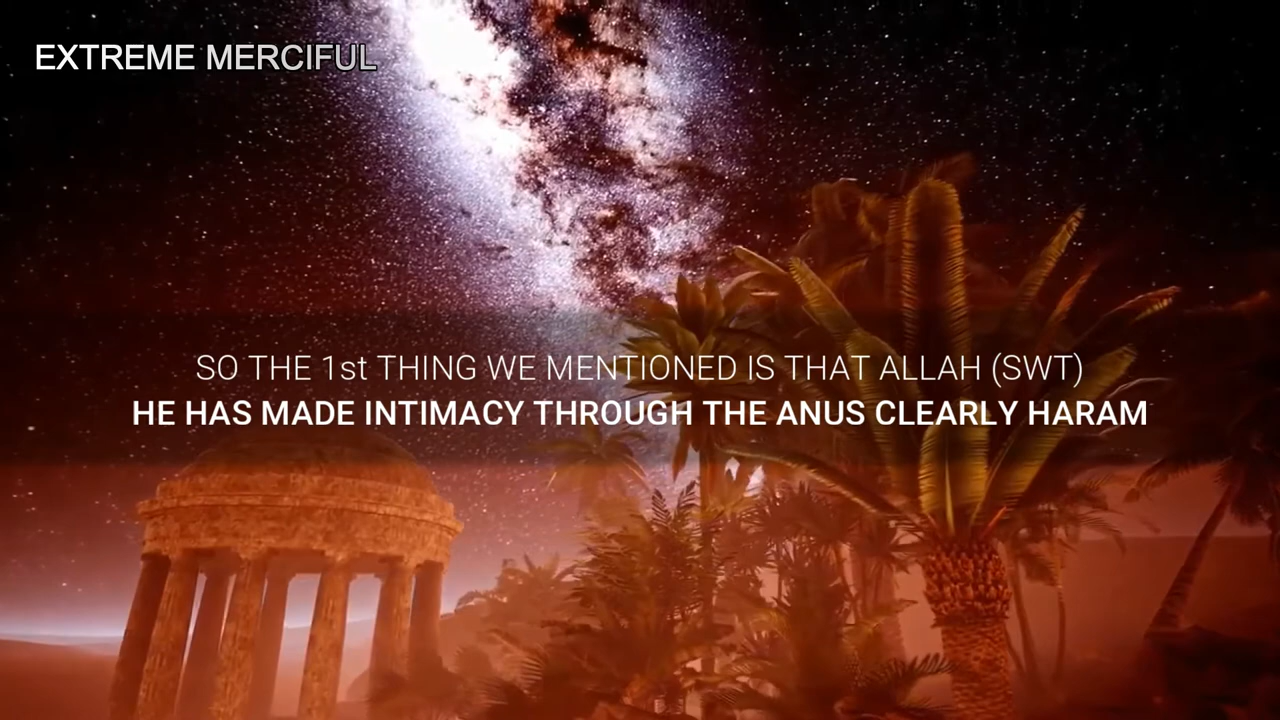 EXTREME MERCIFUL
SO THE 1st THING WE MENTIONED IS THAT ALLAH (SWT)
HE HAS MADE INTIMACY THROUGH THE ANUS CLEARLY HARAM